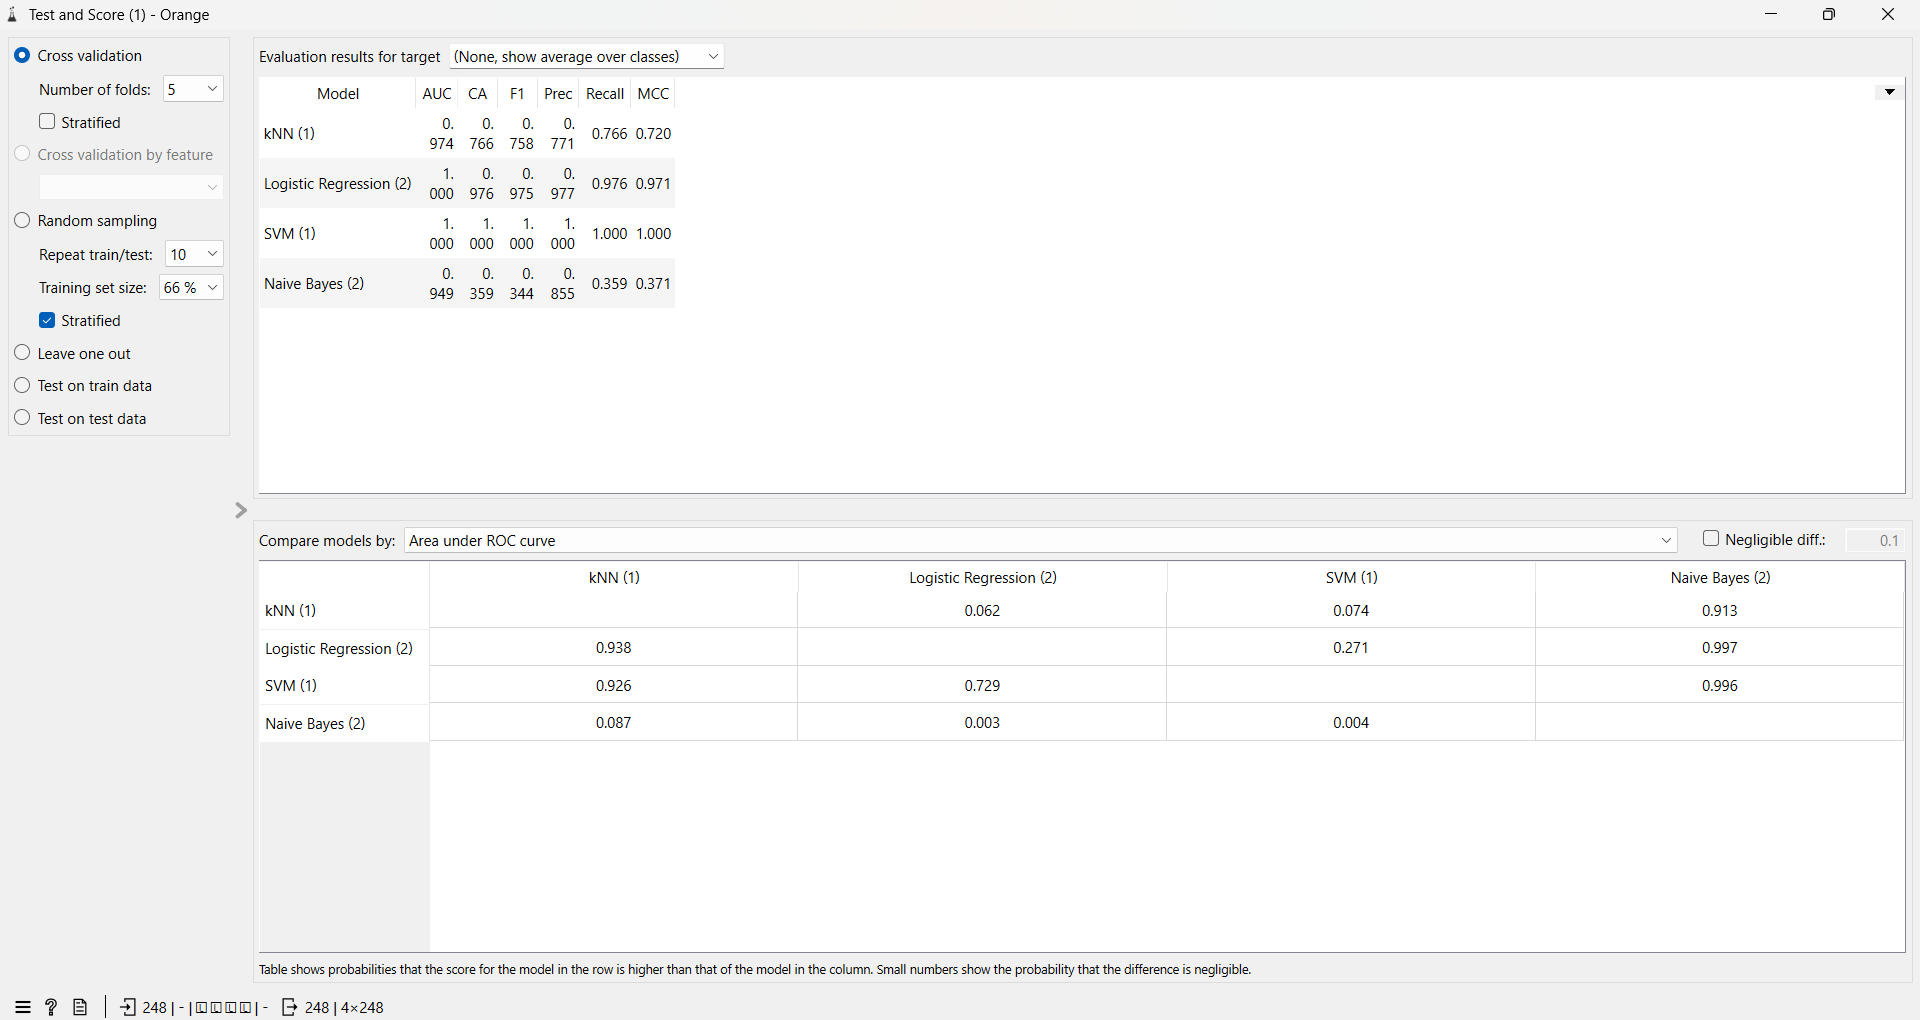 Test and Score (1) - Orange
Cross validation
Number of folds: 5
Stratified
Cross validation by feature
Random sampling
Repeat train/test: 10
Training set size: 66 %
Stratified
Leave one out
Test on train data
Test on test data
Evaluation results for target (None, show average over classes)
Model AUC CA F1 Prec Recall MCC
kNN (1) 0.974 0.766 0.758 0.771 0.766 0.720
Logistic Regression (2) 1.000 0.976 0.975 0.977 0.976 0.971
SVM (1) 1.000 1.000 1.000 1.000 1.000 1.000
Naive Bayes (2) 0.949 0.359 0.344 0.855 0.359 0.371
Compare models by: Area under ROC curve Negligible diff.: 0.1
kNN (1) Logistic Regression (2) SVM (1) Naive Bayes (2)
kNN (1) 0.062 0.074 0.913
Logistic Regression (2) 0.938 0.271 0.997
SVM (1) 0.926 0.729 0.996
Naive Bayes (2) 0.087 0.003 0.004
Table shows probabilities that the score for the model in the row is higher than that of the model in the column. Small numbers show the probability that the difference is negligible.
248 | - | | - 248 | 4×248